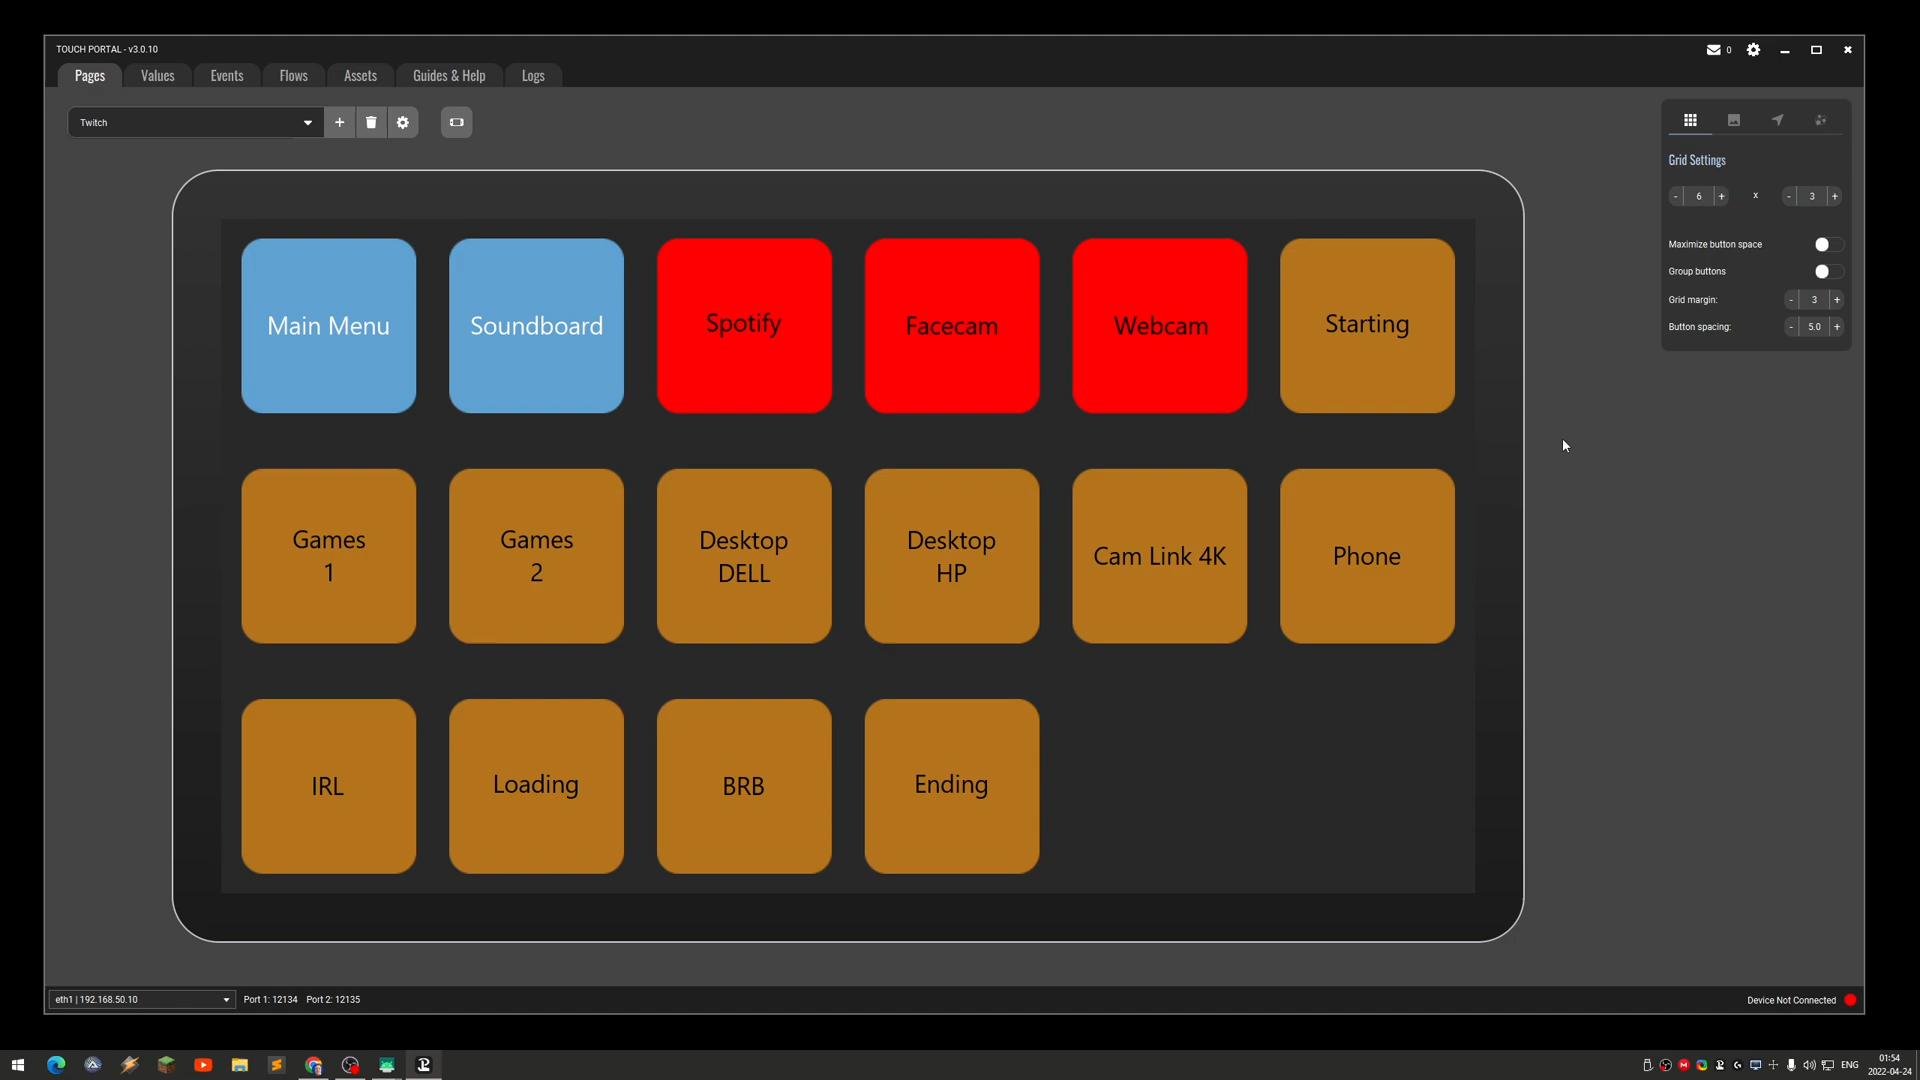 TOUCH PORTAL - v3.0.10
0
Pages
Values
Events
Flows
Assets
Guides & Help
Logs
Twitch
+
Grid Settings
- 6 + x - 3 +
Maximize button space
Group buttons
Grid margin: - 3 +
Button spacing: - 5.0 +
Main Menu
Soundboard
Spotify
Facecam
Webcam
Starting
Games
1
Games
2
Desktop
DELL
Desktop
HP
Cam Link 4K
Phone
IRL
Loading
BRB
Ending
eth1 | 192.168.50.10
Port 1: 12134 Port 2: 12135
Device Not Connected
ENG
01:54
2022-04-24